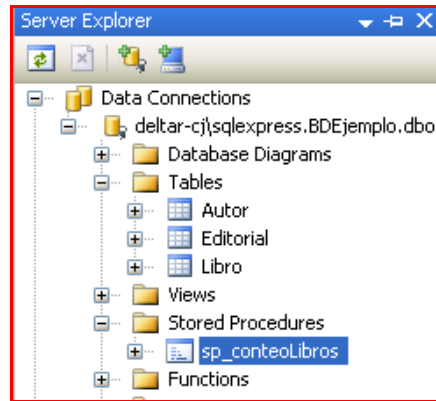 Server Explorer
Data Connections
deltar-cj\sqlexpress.BDEjemplo.dbo
Database Diagrams
Tables
Autor
Editorial
Libro
Views
Stored Procedures
sp_conteoLibros
Functions